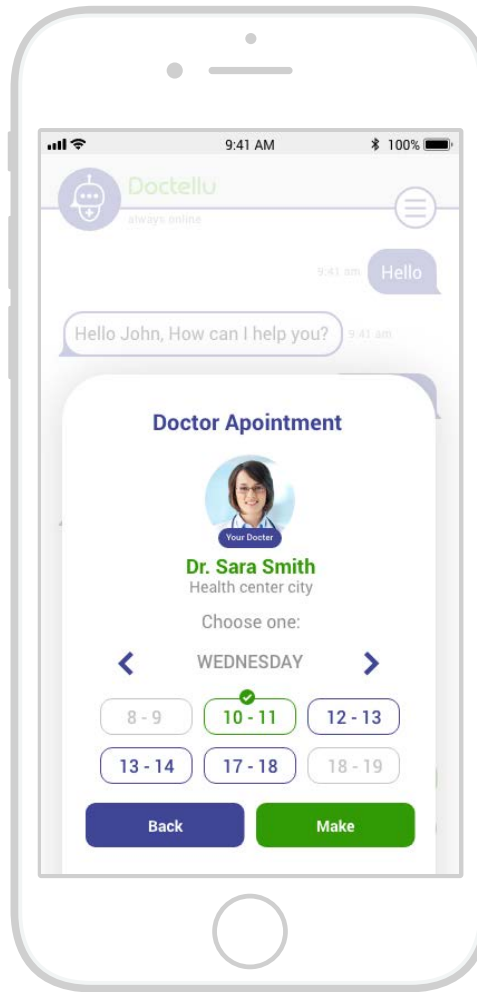 9:41 AM
100%
Doctellu
always online
9:41 am
Hello
Hello John, How can I help you?
9:41 am
Doctor Apointment
Your Docter
Dr. Sara Smith
Health center city
Choose one:
WEDNESDAY
8 - 9 10 - 11 12 - 13
13 - 14 17 - 18 18 - 19
Back Make